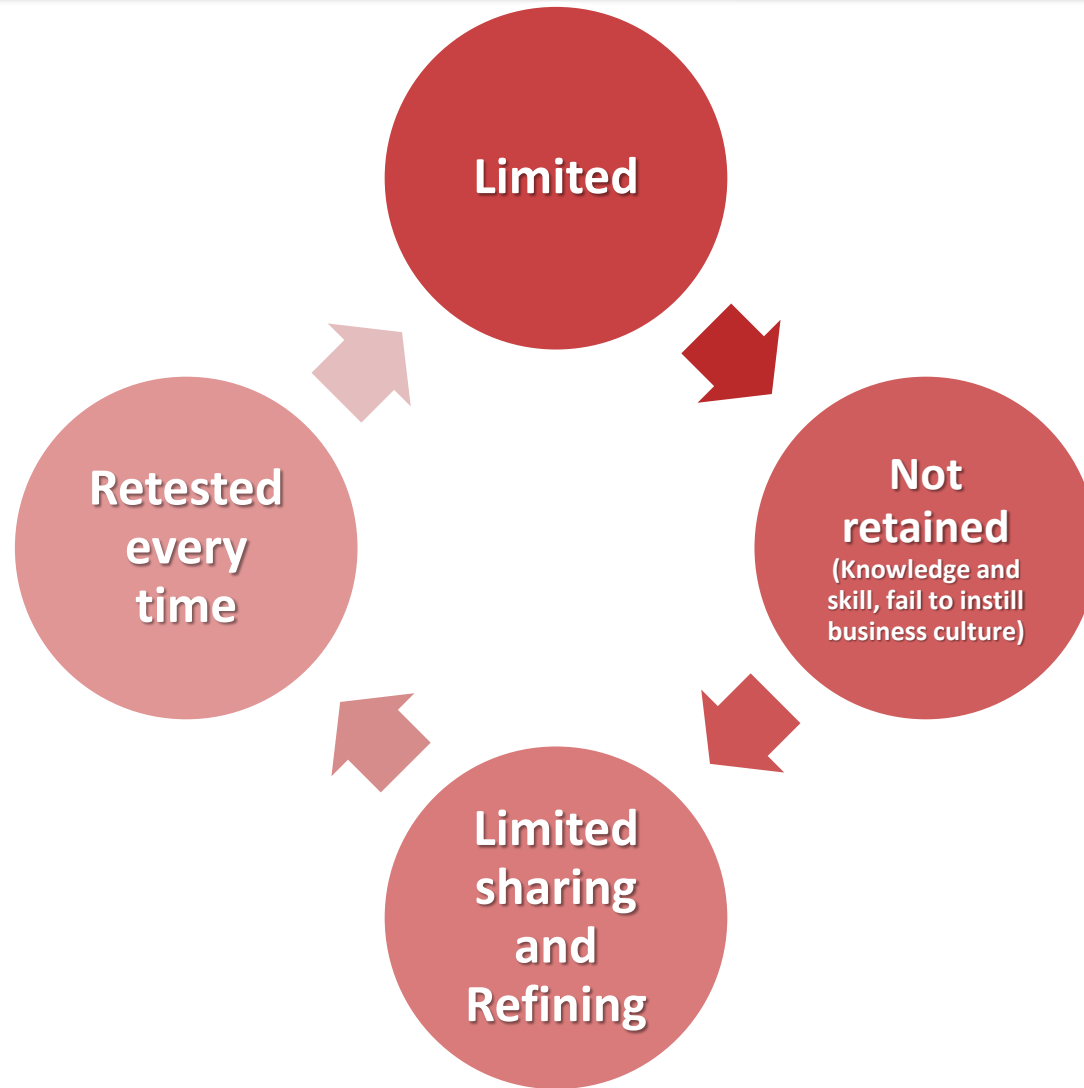 Limited
Not
retained
(Knowledge and
skill, fail to instill
business culture)
Limited
sharing
and
Refining
Retested
every
time